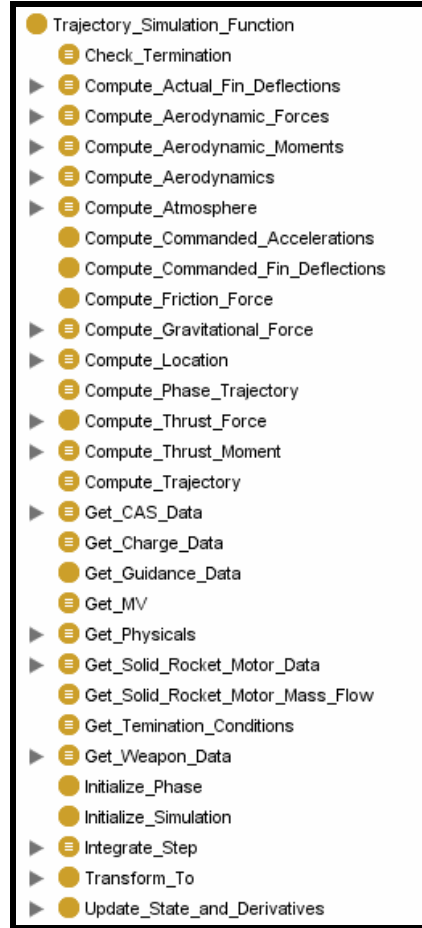 Trajectory_Simulation_Function
Check_Termination
Compute_Actual_Fin_Deflections
Compute_Aerodynamic_Forces
Compute_Aerodynamic_Moments
Compute_Aerodynamics
Compute_Atmosphere
Compute_Commanded_Accelerations
Compute_Commanded_Fin_Deflections
Compute_Friction_Force
Compute_Gravitational_Force
Compute_Location
Compute_Phase_Trajectory
Compute_Thrust_Force
Compute_Thrust_Moment
Compute_Trajectory
Get_CAS_Data
Get_Charge_Data
Get_Guidance_Data
Get_MV
Get_Physicals
Get_Solid_Rocket_Motor_Data
Get_Solid_Rocket_Motor_Mass_Flow
Get_Temination_Conditions
Get_Weapon_Data
Initialize_Phase
Initialize_Simulation
Integrate_Step
Transform_To
Update_State_and_Derivatives